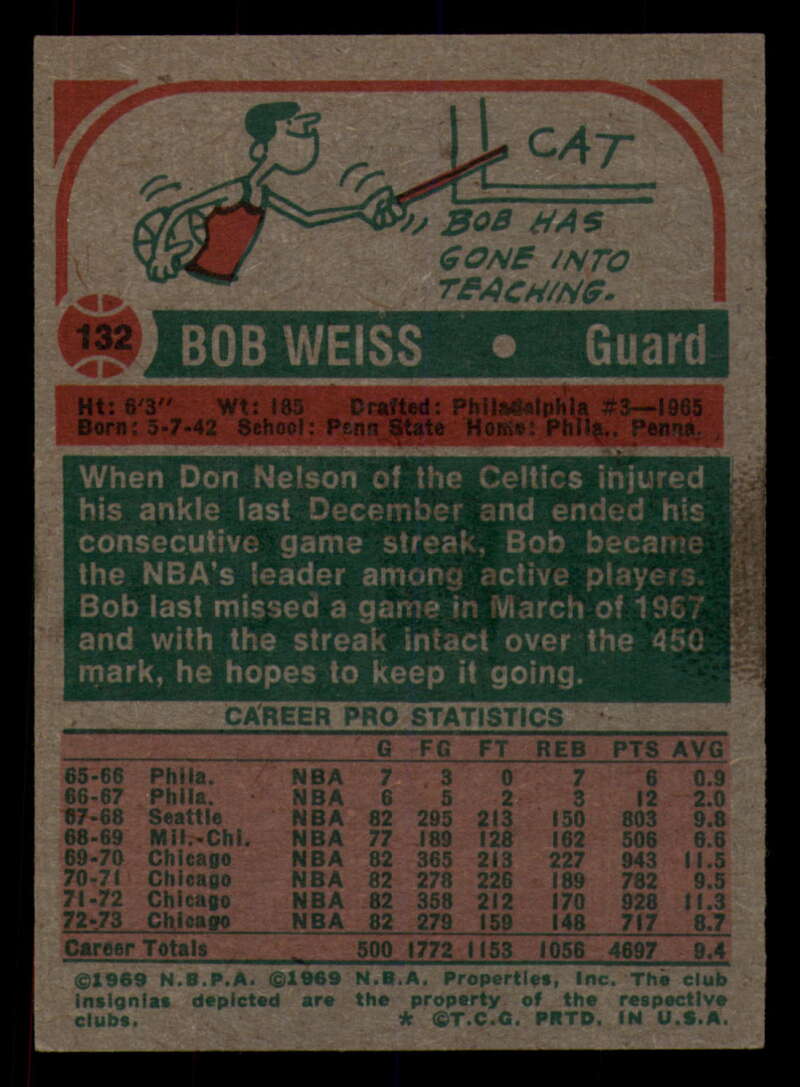 CAT
BOB HAS
GONE INTO
TEACHING.
132 BOB WEISS • Guard
Ht: 6'3" Wt: 185 Drafted: Philadelphia #3—1965
Born: 5-7-42 School: Penn State Home: Phila., Penna.
When Don Nelson of the Celtics injured
his ankle last December and ended his
consecutive game streak, Bob became
the NBA's leader among active players.
Bob last missed a game in March of 1967
and with the streak intact over the 450
mark, he hopes to keep it going.
CAREER PRO STATISTICS
G FG FT REB PTS AVG
65-66 Phila. NBA 7 3 0 7 6 0.9
66-67 Phila. NBA 6 5 2 3 12 2.0
67-68 Seattle NBA 82 295 213 150 803 9.8
68-69 Mil.-Chi. NBA 77 189 128 162 506 6.6
69-70 Chicago NBA 82 365 213 227 943 11.5
70-71 Chicago NBA 82 278 226 189 782 9.5
71-72 Chicago NBA 82 358 212 170 928 11.3
72-73 Chicago NBA 82 279 159 148 717 8.7
Career Totals 500 1772 1153 1056 4697 9.4
©1969 N.B.P.A. ©1969 N.B.A. Properties, Inc. The club
insignias depicted are the property of the respective
clubs. * ©T.C.G. PRTD. IN U.S.A.